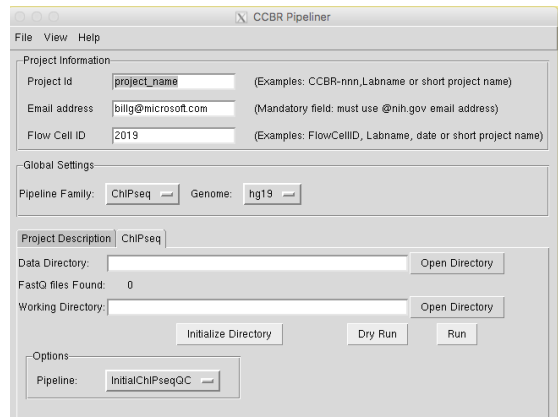 CCBR Pipeliner
File View Help
Project Information
Project Id project_name (Examples: CCBR-nnn,Labname or short project name)
Email address billg@microsoft.com (Mandatory field: must use @nih.gov email address)
Flow Cell ID 2019 (Examples: FlowCellID, Labname, date or short project name)
Global Settings
Pipeline Family: ChIPseq Genome: hg19
Project Description ChIPseq
Data Directory: Open Directory
FastQ files Found: 0
Working Directory: Open Directory
Initialize Directory Dry Run Run
Options
Pipeline: InitialChIPseqQC